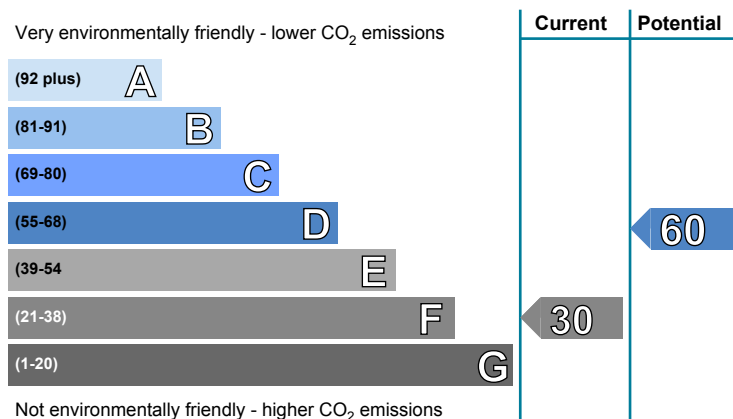 Very environmentally friendly - lower CO₂ emissions
Current
Potential
(92 plus) A
(81-91) B
(69-80) C
(55-68) D
60
(39-54 E
(21-38) F
30
(1-20) G
Not environmentally friendly - higher CO₂ emissions